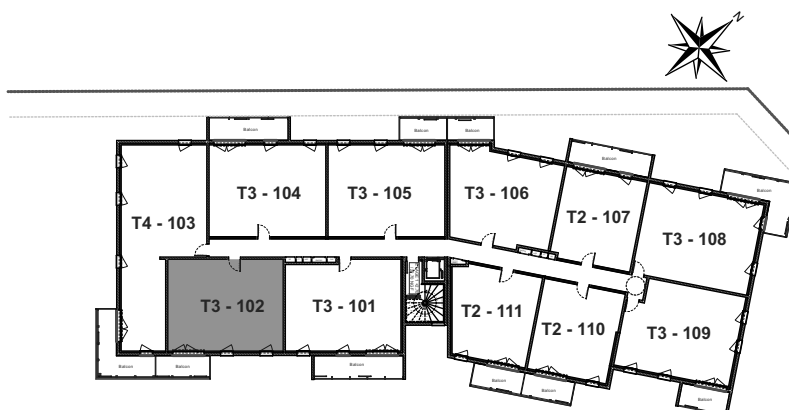 N
Balcon
Balcon
Balcon
Balcon
Balcon
T3 - 104
T3 - 105
T3 - 106
T2 - 107
T4 - 103
T3 - 108
T3 - 102
T3 - 101
T2 - 111
T2 - 110
T3 - 109
Balcon
Balcon
Balcon
Balcon
Balcon
Balcon